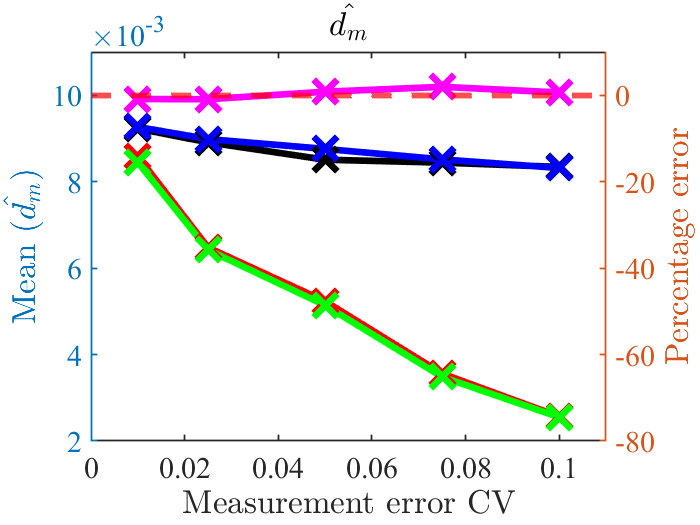 d̂_m
×10⁻³
10
8
6
4
2
Mean (d̂_m)
0
-20
-40
-60
-80
Percentage error
0 0.02 0.04 0.06 0.08 0.1
Measurement error CV